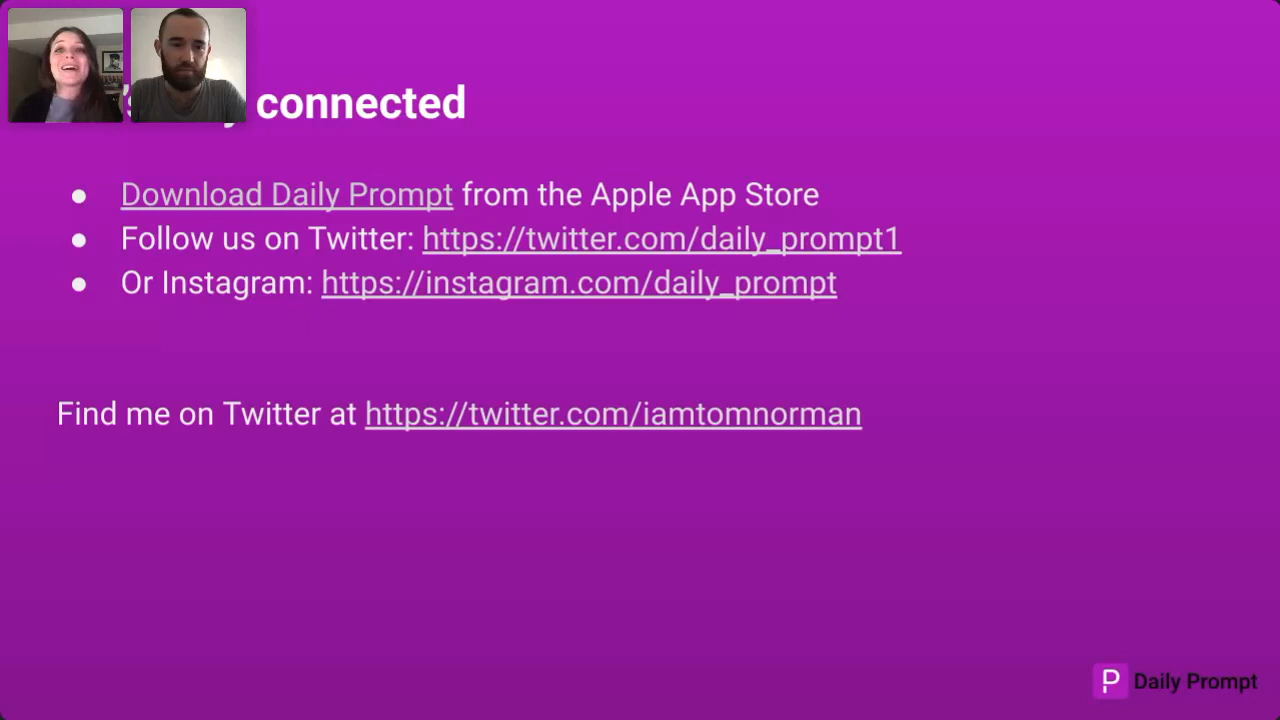 connected
● Download Daily Prompt from the Apple App Store
● Follow us on Twitter: https://twitter.com/daily_prompt1
● Or Instagram: https://instagram.com/daily_prompt
Find me on Twitter at https://twitter.com/iamtomnorman
P Daily Prompt